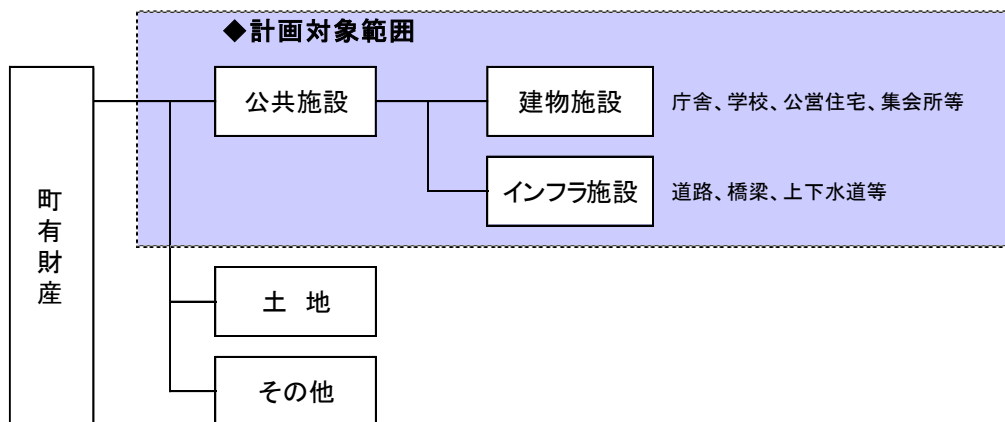 ◆計画対象範囲
町有財産
公共施設
建物施設
庁舎、学校、公営住宅、集会所等
インフラ施設
道路、橋梁、上下水道等
土 地
その他